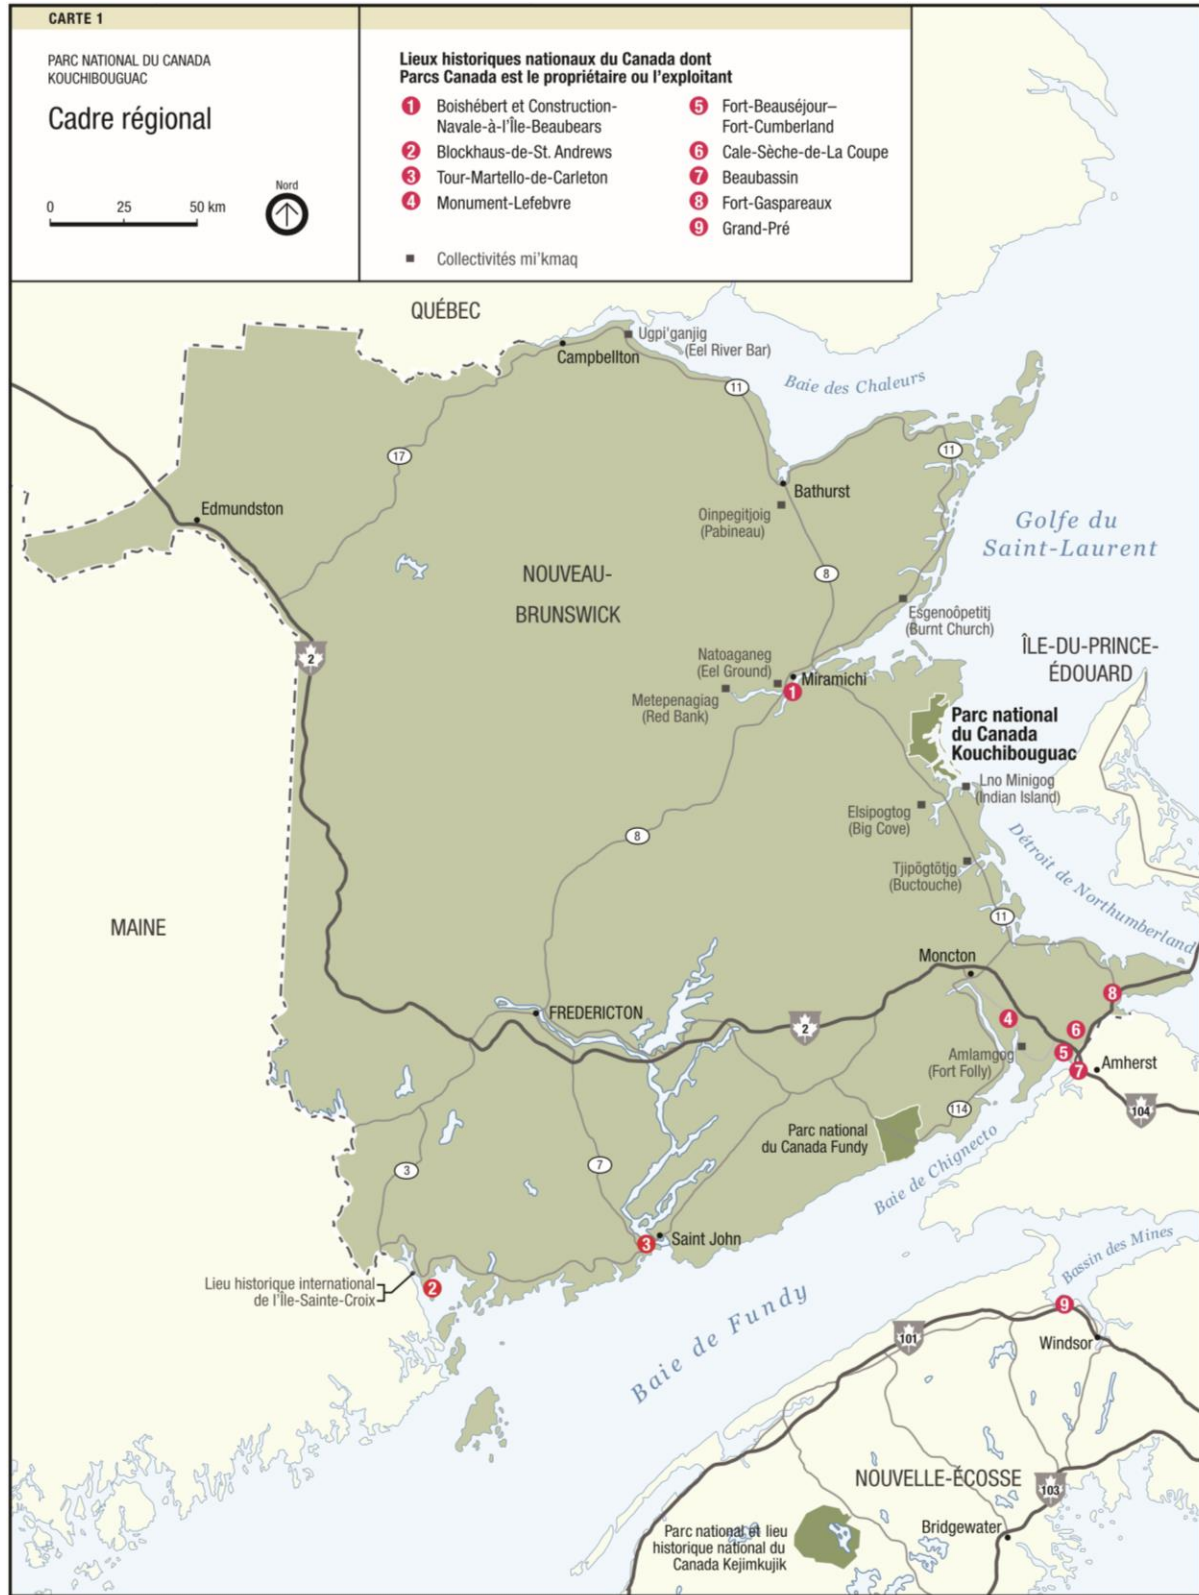 CARTE 1
PARC NATIONAL DU CANADA
KOUCHIBOUGUAC
Cadre régional
0 25 50 km
Nord
Lieux historiques nationaux du Canada dont
Parcs Canada est le propriétaire ou l'exploitant
1 Boishébert et Construction-
Navale-à-l'Île-Beaubears
2 Blockhaus-de-St. Andrews
3 Tour-Martello-de-Carleton
4 Monument-Lefebvre
5 Fort-Beauséjour–
Fort-Cumberland
6 Cale-Sèche-de-La Coupe
7 Beaubassin
8 Fort-Gaspareaux
9 Grand-Pré
Collectivités mi'kmaq
QUÉBEC
Ugpi'ganjig
(Eel River Bar)
Campbellton
Baie des Chaleurs
11
17
11
Edmundston
Bathurst
Oinpegitjoig
(Pabineau)
Golfe du
Saint-Laurent
NOUVEAU-
BRUNSWICK
8
Esgenoôpetitj
(Burnt Church)
2
Natoaganeg
(Eel Ground)
Miramichi
1
Metepenagiag
(Red Bank)
ÎLE-DU-PRINCE-
ÉDOUARD
Parc national
du Canada
Kouchibouguac
Lno Minigog
(Indian Island)
Elsipogtog
(Big Cove)
8
Détroit de Northumberland
Tjipõgtõtjg
(Buctouche)
11
MAINE
Moncton
8
FREDERICTON
2
4
6
5
7
Amlamgog
(Fort Folly)
Amherst
104
114
Parc national
du Canada Fundy
Baie de Chignecto
3
7
3
Saint John
Lieu historique international
de l'Île-Sainte-Croix
2
Bassin des Mines
9
Baie de Fundy
101
Windsor
NOUVELLE-ÉCOSSE
103
Parc national et lieu
historique national du
Canada Kejimkujik
Bridgewater